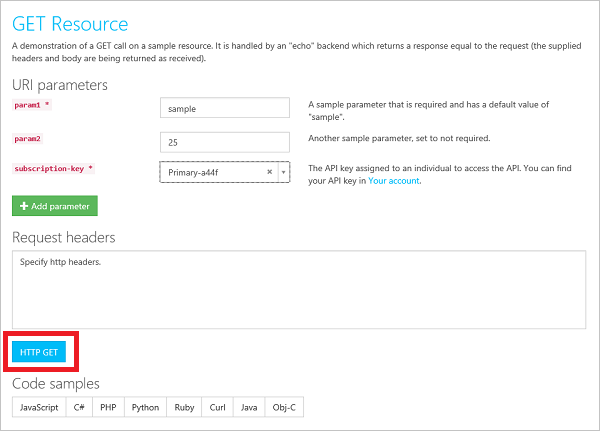 GET Resource
A demonstration of a GET call on a sample resource. It is handled by an "echo" backend which returns a response equal to the request (the supplied
headers and body are being returned as received).
URI parameters
param1 *
sample
A sample parameter that is required and has a default value of
"sample".
param2
25
Another sample parameter, set to not required.
subscription-key *
Primary-a44f
The API key assigned to an individual to access the API. You can find
your API key in Your account.
Add parameter
Request headers
Specify http headers.
HTTP GET
Code samples
JavaScript C# PHP Python Ruby Curl Java Obj-C